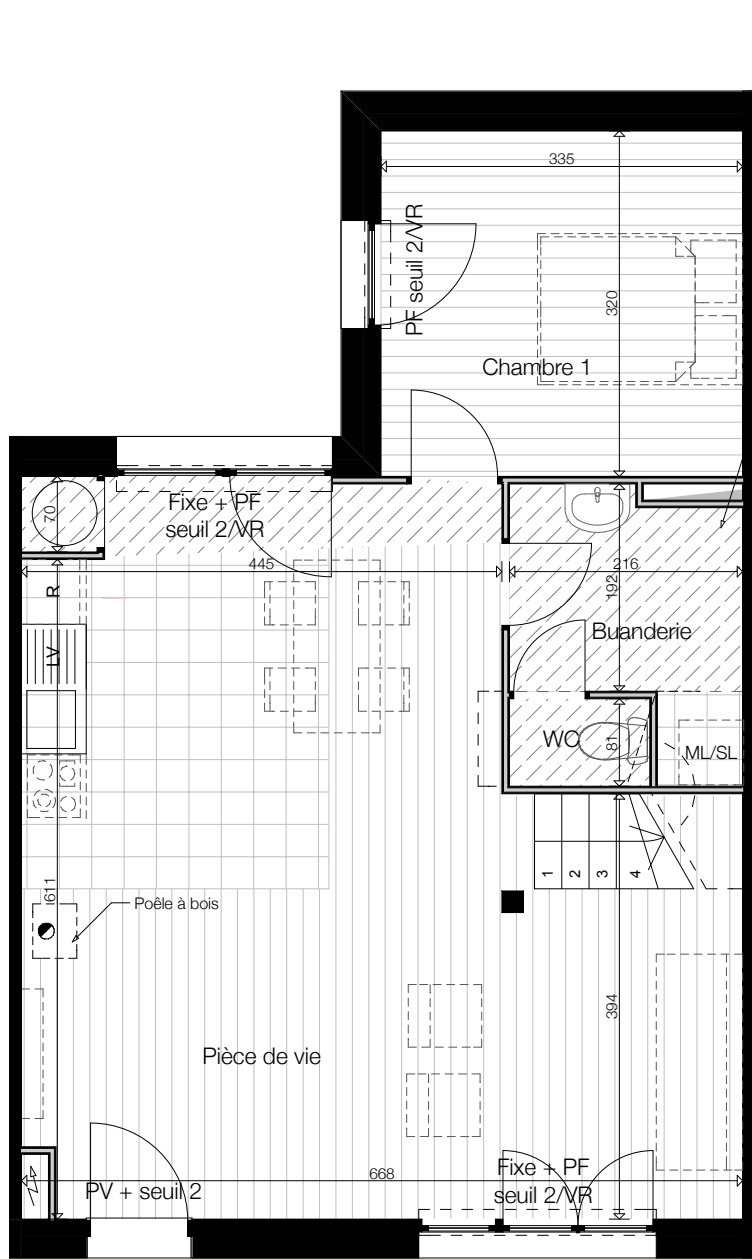 335
PF seuil 2/VR
320
Chambre 1
70
Fixe + PF
seuil 2/VR
445
216
192
R
Buanderie
LV
WC
81
ML/SL
1 2 3 4
611
Poêle à bois
394
Pièce de vie
668
PV + seuil 2
Fixe + PF
seuil 2/VR